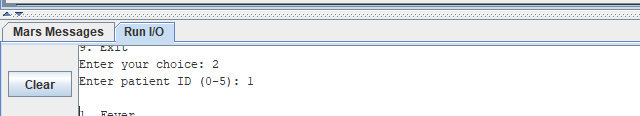 Mars Messages Run I/O
9. Exit
Enter your choice: 2
Clear
Enter patient ID (0-5): 1
1. Fever